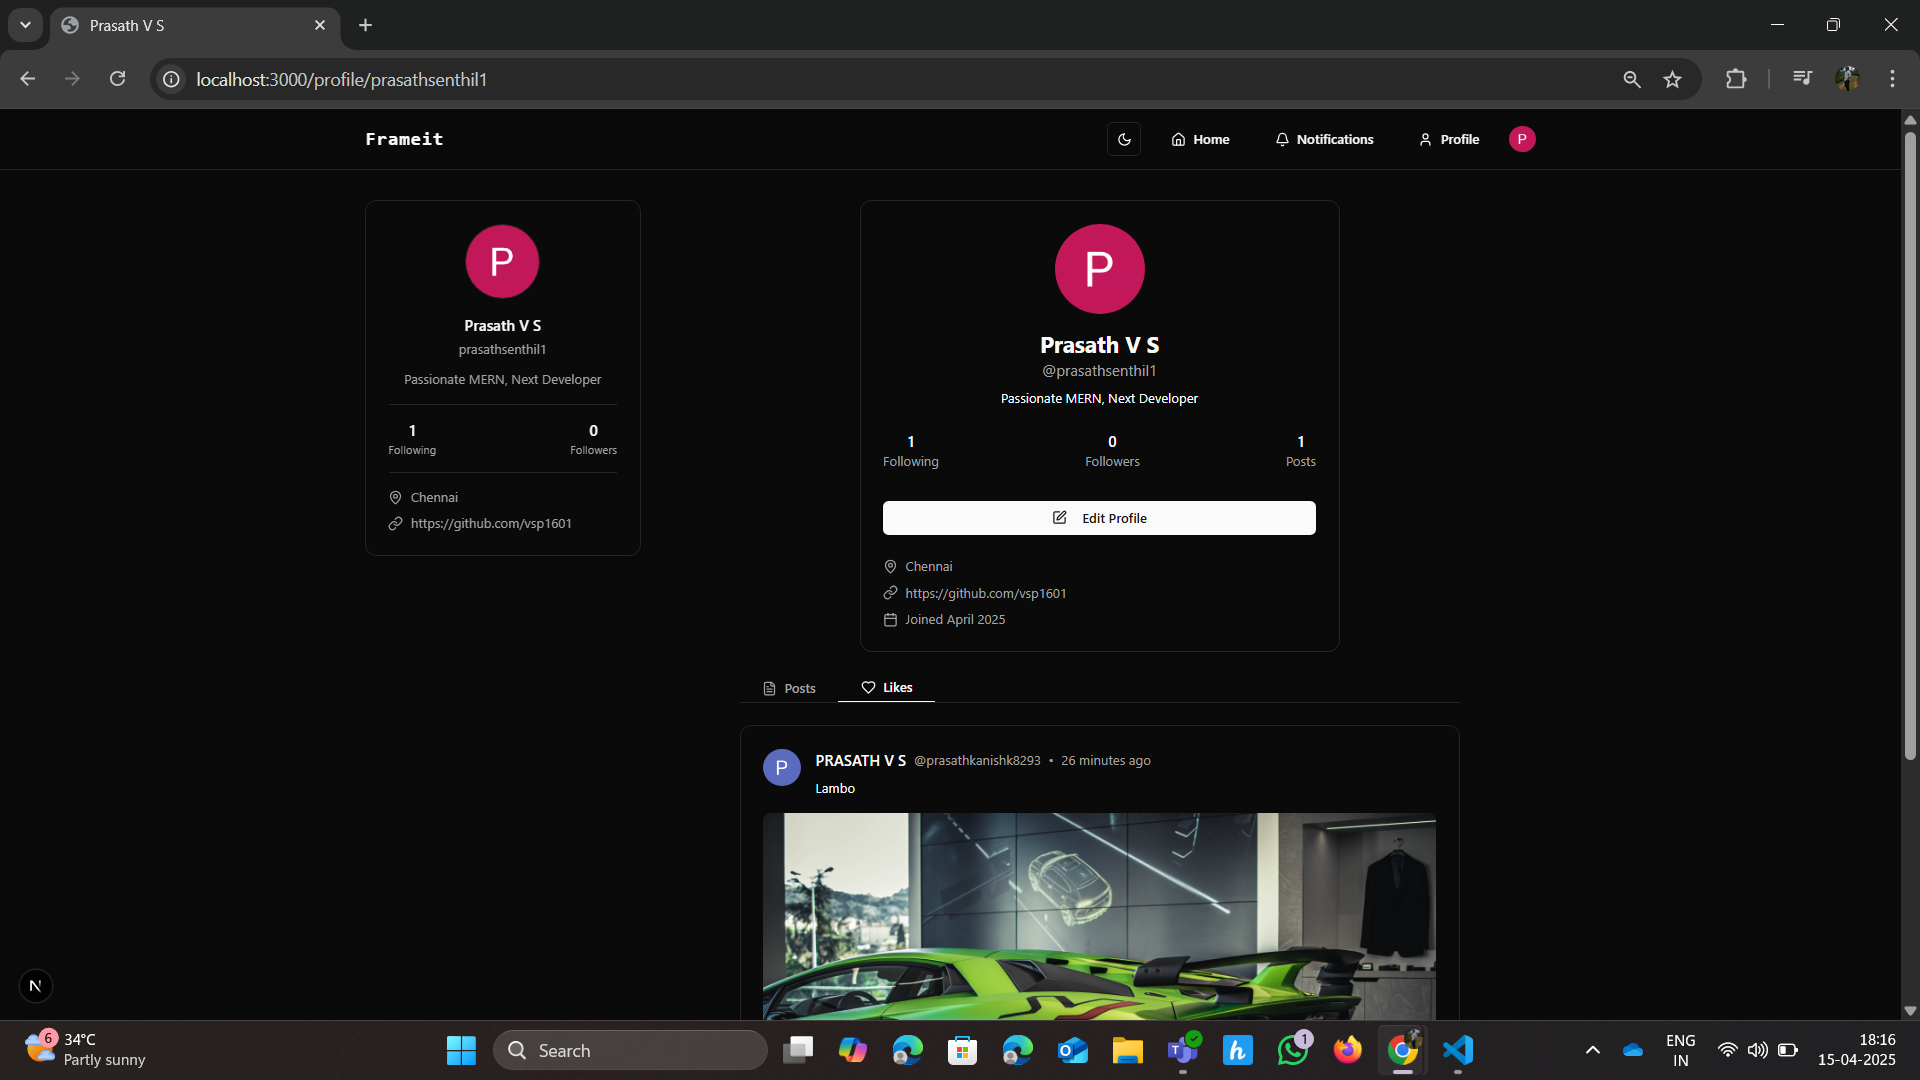 Prasath V S
localhost:3000/profile/prasathsenthil1
Frameit
Home
Notifications
Profile
P
P
Prasath V S
prasathsenthil1
Passionate MERN, Next Developer
1
0
Following
Followers
Chennai
https://github.com/vsp1601
P
Prasath V S
@prasathsenthil1
Passionate MERN, Next Developer
1
0
1
Following
Followers
Posts
Edit Profile
Chennai
https://github.com/vsp1601
Joined April 2025
Posts
Likes
P
PRASATH V S @prasathkanishk8293 • 26 minutes ago
Lambo
N
6
34°C
Partly sunny
Search
1
ENG
IN
18:16
15-04-2025